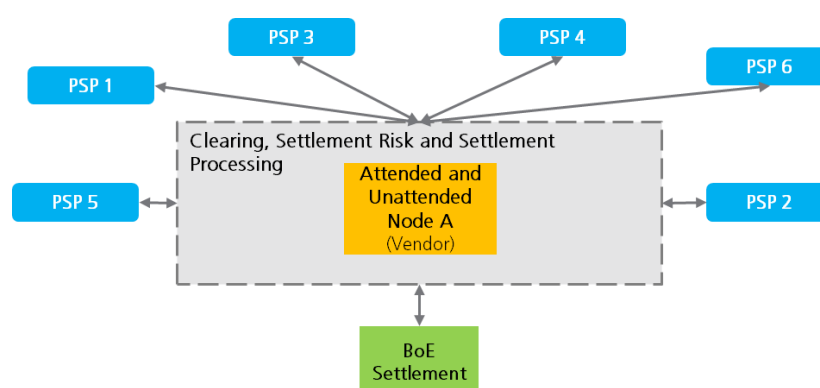 PSP 3
PSP 4
PSP 1
PSP 6
Clearing, Settlement Risk and Settlement
Processing
Attended and
Unattended
Node A
(Vendor)
PSP 5
PSP 2
BoE
Settlement